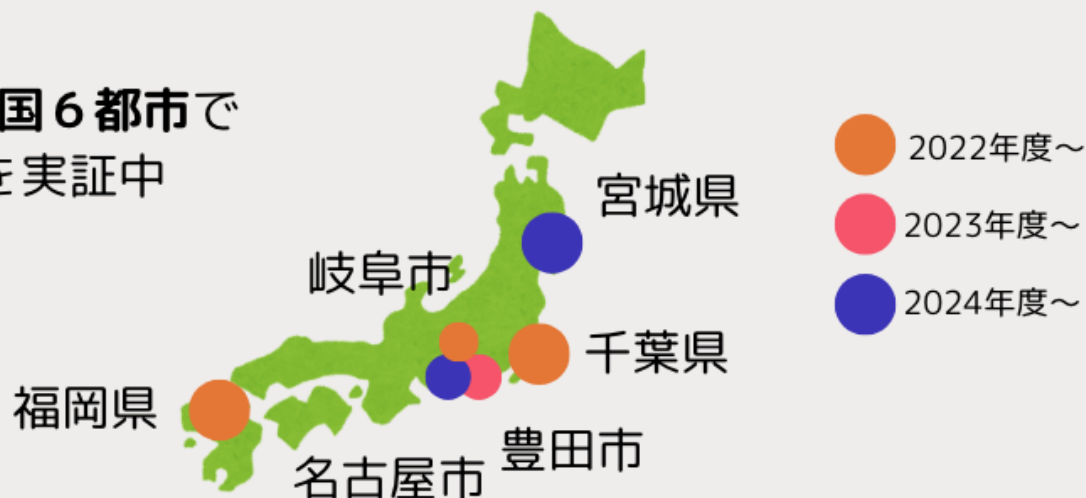 国6都市で
を実証中
宮城県
岐阜市
千葉県
福岡県
豊田市
名古屋市
2022年度～
2023年度～
2024年度～